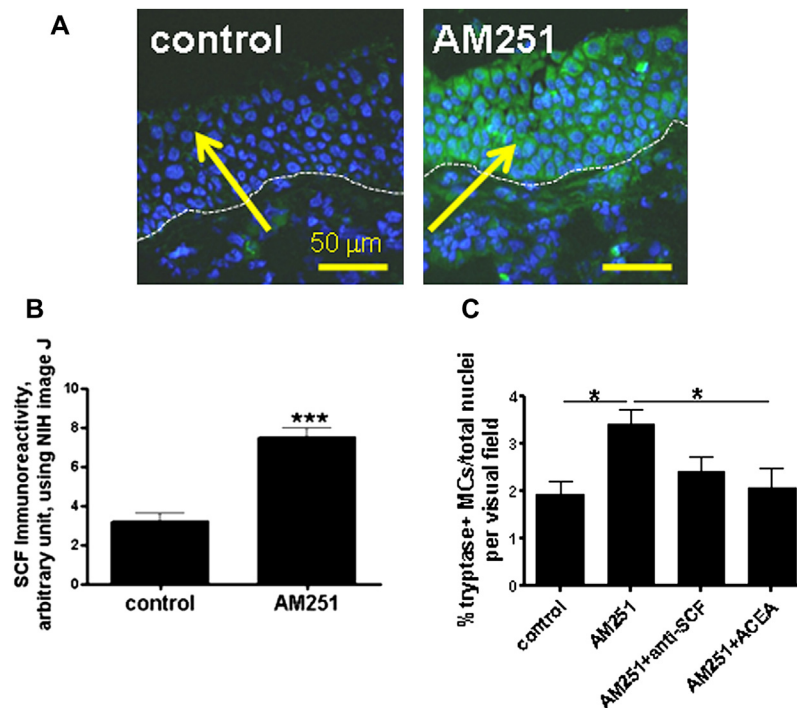 A
control
AM251
50 µm
B
SCF Immunoreactivity,
arbitrary unit, using NIH image J
10
8
6
4
2
0
***
control
AM251
C
% tryptase+ MCs/total nuclei
per visual field
4
3
2
1
0
*
*
control
AM251
AM251+anti-SCF
AM251+ACEA